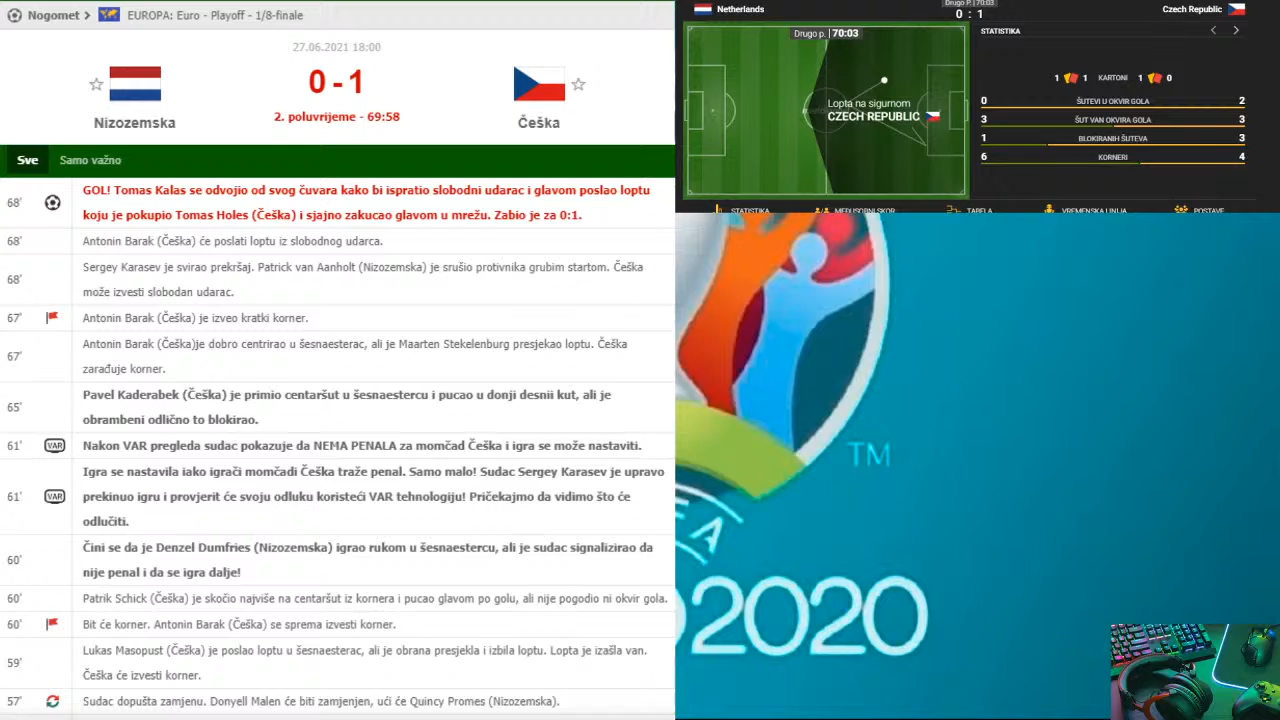 Nogomet
EUROPA: Euro - Playoff - 1/8-finale
27.06.2021 18:00
0 - 1
2. poluvrijeme - 69:58
Nizozemska
Češka
Sve
Samo važno
68'
GOL! Tomas Kalas se odvojio od svog čuvara kako bi ispratio slobodni udarac i glavom poslao loptu
koju je pokupio Tomas Holes (Češka) i sjajno zakucao glavom u mrežu. Zabio je za 0:1.
68'
Antonin Barak (Češka) će poslati loptu iz slobodnog udarca.
68'
Sergey Karasev je svirao prekršaj. Patrick van Aanholt (Nizozemska) je srušio protivnika grubim startom. Češka
može izvesti slobodan udarac.
67'
Antonin Barak (Češka) je izveo kratki korner.
67'
Antonin Barak (Češka)je dobro centrirao u šesnaesterac, ali je Maarten Stekelenburg presjekao loptu. Češka
zarađuje korner.
65'
Pavel Kaderabek (Češka) je primio centaršut u šesnaestercu i pucao u donji desnii kut, ali je
obrambeni odlično to blokirao.
61'
VAR
Nakon VAR pregleda sudac pokazuje da NEMA PENALA za momčad Češka i igra se može nastaviti.
61'
VAR
Igra se nastavila iako igrači momčadi Češka traže penal. Samo malo! Sudac Sergey Karasev je upravo
prekinuo igru i provjerit će svoju odluku koristeći VAR tehnologiju! Pričekajmo da vidimo što će
odlučiti.
60'
Čini se da je Denzel Dumfries (Nizozemska) igrao rukom u šesnaestercu, ali je sudac signalizirao da
nije penal i da se igra dalje!
60'
Patrik Schick (Češka) je skočio najviše na centaršut iz kornera i pucao glavom po golu, ali nije pogodio ni okvir gola.
60'
Bit će korner. Antonin Barak (Češka) se sprema izvesti korner.
59'
Lukas Masopust (Češka) je poslao loptu u šesnaesterac, ali je obrana presjekla i izbila loptu. Lopta je izašla van.
Češka će izvesti korner.
57'
Sudac dopušta zamjenu. Donyell Malen će biti zamjenjen, ući će Quincy Promes (Nizozemska).
Netherlands
Drugo P. | 70:03
0 : 1
Czech Republic
Drugo p. | 70:03
Lopta na sigurnom
CZECH REPUBLIC
STATISTIKA
1 1 KARTONI 1 0
0 ŠUTEVI U OKVIR GOLA 2
3 ŠUT VAN OKVIRA GOLA 3
1 BLOKIRANIH ŠUTEVA 3
6 KORNERI 4
STATISTIKA
MEĐUSOBNI SKOR
TABELA
VREMENSKA LINIJA
POSTAVE
TM
2020